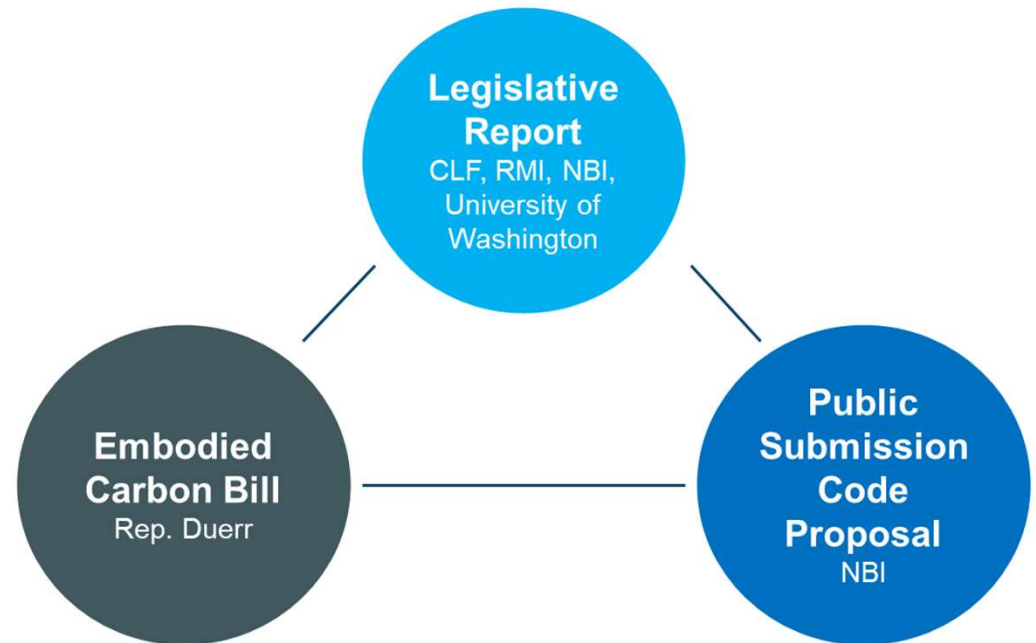 Legislative
Report
CLF, RMI, NBI,
University of
Washington
Embodied
Carbon Bill
Rep. Duerr
Public
Submission
Code
Proposal
NBI